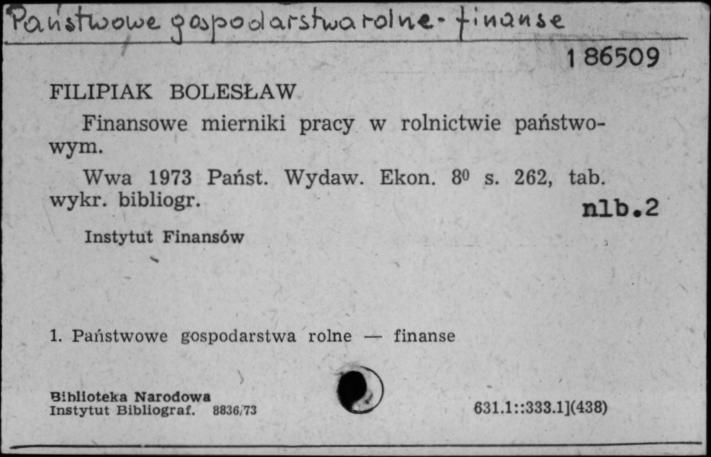 Państwowe gospodarstwa rolne - finanse
186509
FILIPIAK BOLESŁAW
Finansowe mierniki pracy w rolnictwie państwo-
wym.
Wwa 1973 Państ. Wydaw. Ekon. 8⁰ s. 262, tab.
wykr. bibliogr.
nlb.2
Instytut Finansów
1. Państwowe gospodarstwa rolne — finanse
Biblioteka Narodowa
Instytut Bibliograf. 8836/73
631.1::333.1](438)